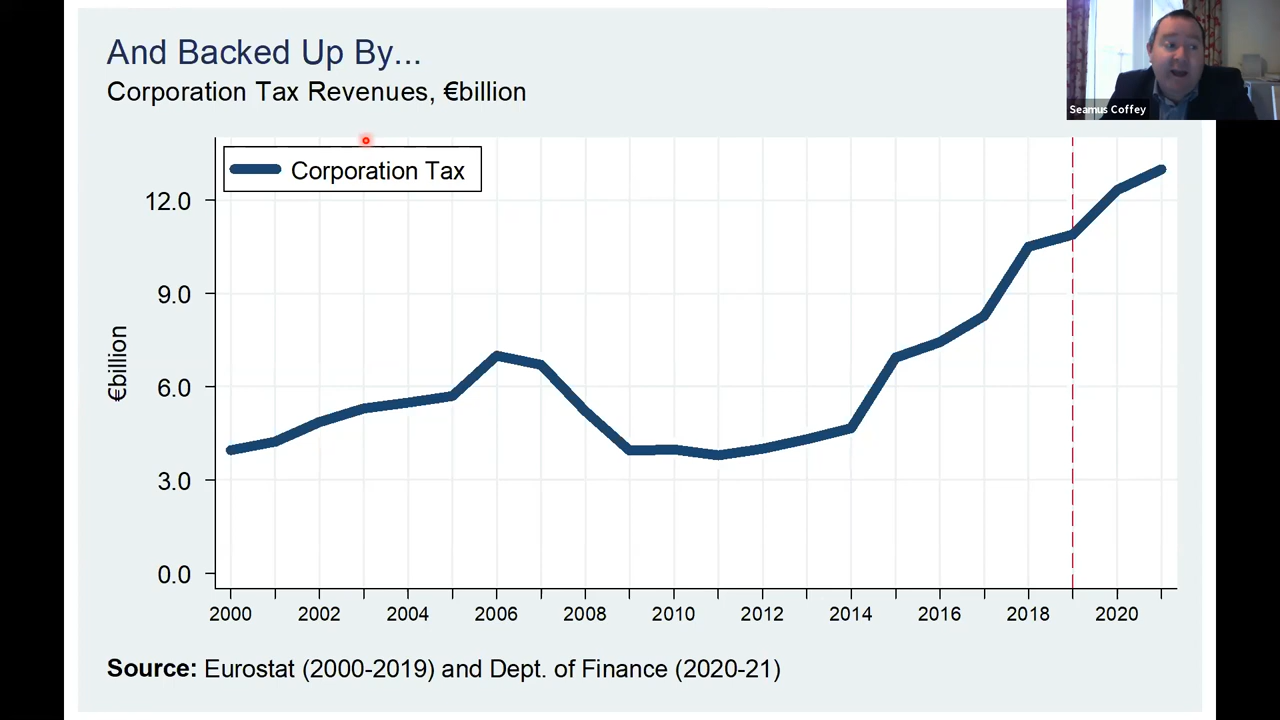 And Backed Up By...
Corporation Tax Revenues, €billion
Seamus Coffey
Corporation Tax
€billion
12.0
9.0
6.0
3.0
0.0
2000 2002 2004 2006 2008 2010 2012 2014 2016 2018 2020
Source: Eurostat (2000-2019) and Dept. of Finance (2020-21)